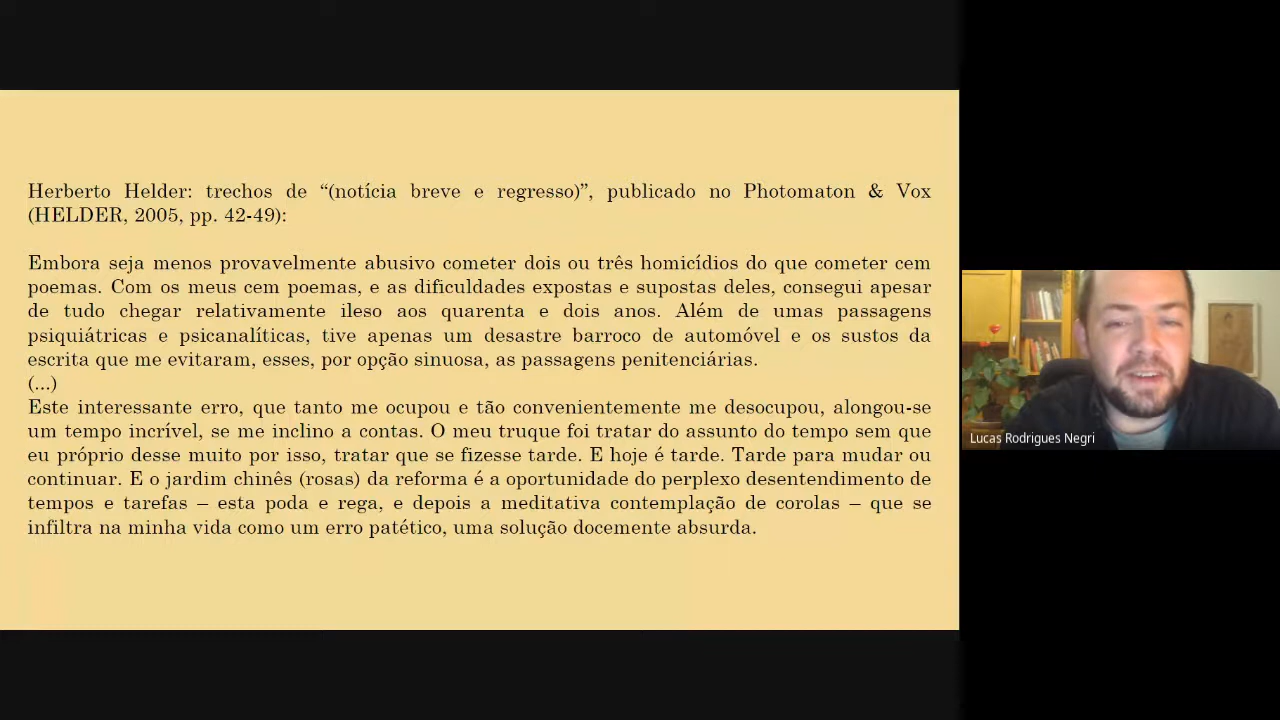 Herberto Helder: trechos de “(notícia breve e regresso)”, publicado no Photomaton & Vox
(HELDER, 2005, pp. 42-49):
Embora seja menos provavelmente abusivo cometer dois ou três homicídios do que cometer cem
poemas. Com os meus cem poemas, e as dificuldades expostas e supostas deles, consegui apesar
de tudo chegar relativamente ileso aos quarenta e dois anos. Além de umas passagens
psiquiátricas e psicanalíticas, tive apenas um desastre barroco de automóvel e os sustos da
escrita que me evitaram, esses, por opção sinuosa, as passagens penitenciárias.
(...)
Este interessante erro, que tanto me ocupou e tão convenientemente me desocupou, alongou-se
um tempo incrível, se me inclino a contas. O meu truque foi tratar do assunto do tempo sem que
eu próprio desse muito por isso, tratar que se fizesse tarde. E hoje é tarde. Tarde para mudar ou
continuar. E o jardim chinês (rosas) da reforma é a oportunidade do perplexo desentendimento de
tempos e tarefas – esta poda e rega, e depois a meditativa contemplação de corolas – que se
infiltra na minha vida como um erro patético, uma solução docemente absurda.
Lucas Rodrigues Negri